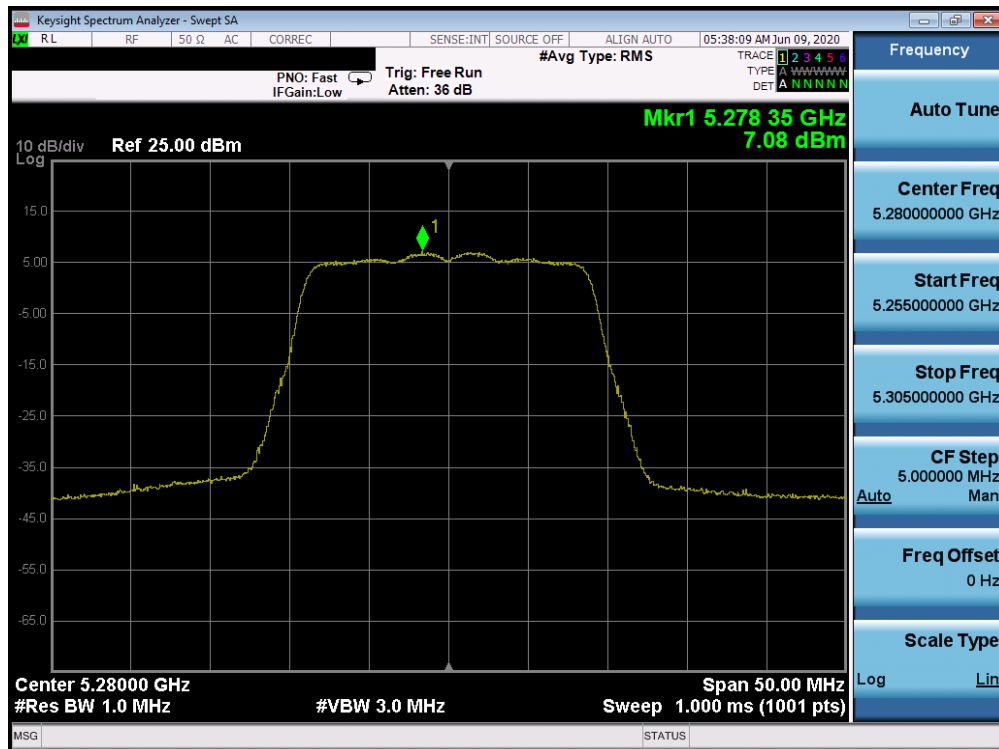 Keysight Spectrum Analyzer - Swept SA
LXI RL RF 50 Ω AC CORREC SENSE:INT SOURCE OFF ALIGN AUTO 05:38:09 AM Jun 09, 2020
#Avg Type: RMS
TRACE 1 2 3 4 5 6
PNO: Fast Trig: Free Run
TYPE A WWWWW
IFGain:Low Atten: 36 dB
DET A N N N N N
Mkr1 5.278 35 GHz
7.08 dBm
10 dB/div Ref 25.00 dBm
Log
1
15.0
5.00
-5.00
-15.0
-25.0
-35.0
-45.0
-55.0
-65.0
Center 5.28000 GHz Span 50.00 MHz
#Res BW 1.0 MHz #VBW 3.0 MHz Sweep 1.000 ms (1001 pts)
MSG STATUS
Frequency
Auto Tune
Center Freq
5.280000000 GHz
Start Freq
5.255000000 GHz
Stop Freq
5.305000000 GHz
CF Step
5.000000 MHz
Auto Man
Freq Offset
0 Hz
Scale Type
Log Lin